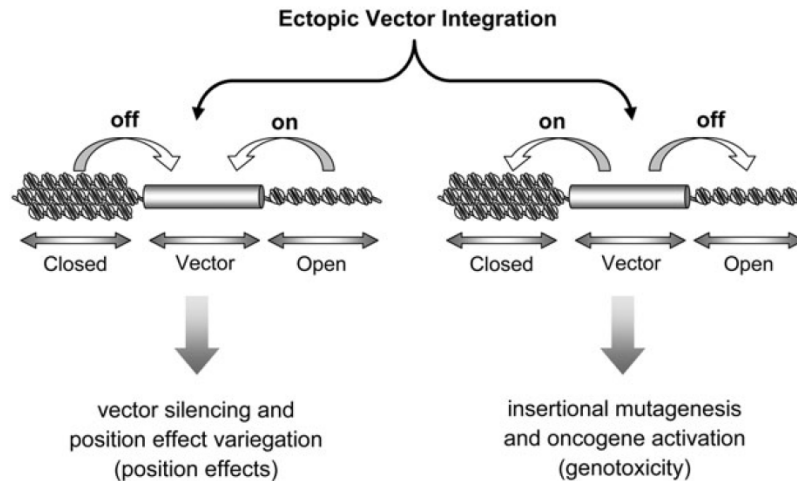 Ectopic Vector Integration
off
on
on
off
Closed
Vector
Open
Closed
Vector
Open
vector silencing and
position effect variegation
(position effects)
insertional mutagenesis
and oncogene activation
(genotoxicity)